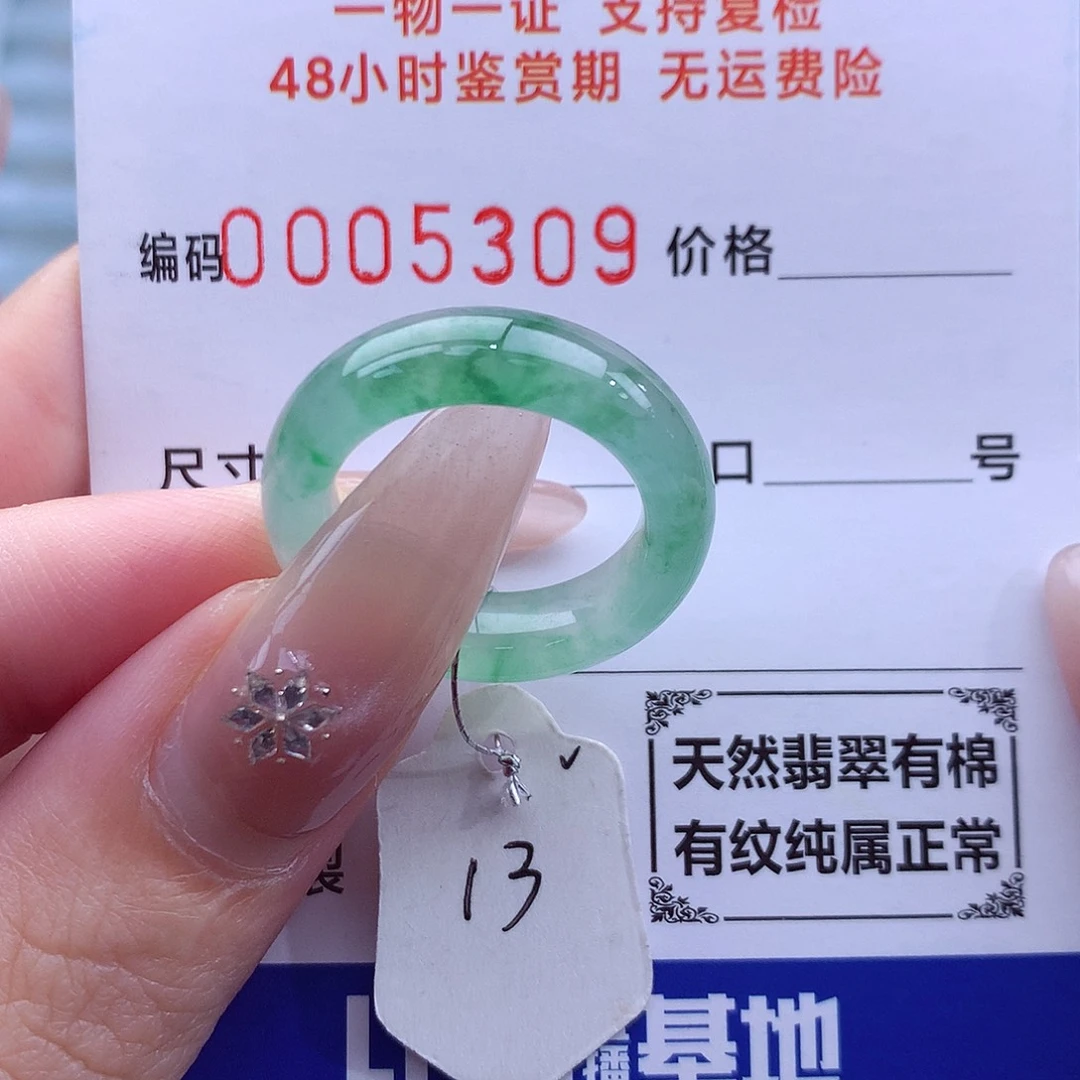 一物一证 支持复检
48小时鉴赏期 无运费险
编码0005309 价格
尺寸 口 号
天然翡翠有棉
有纹纯属正常
13
播基地